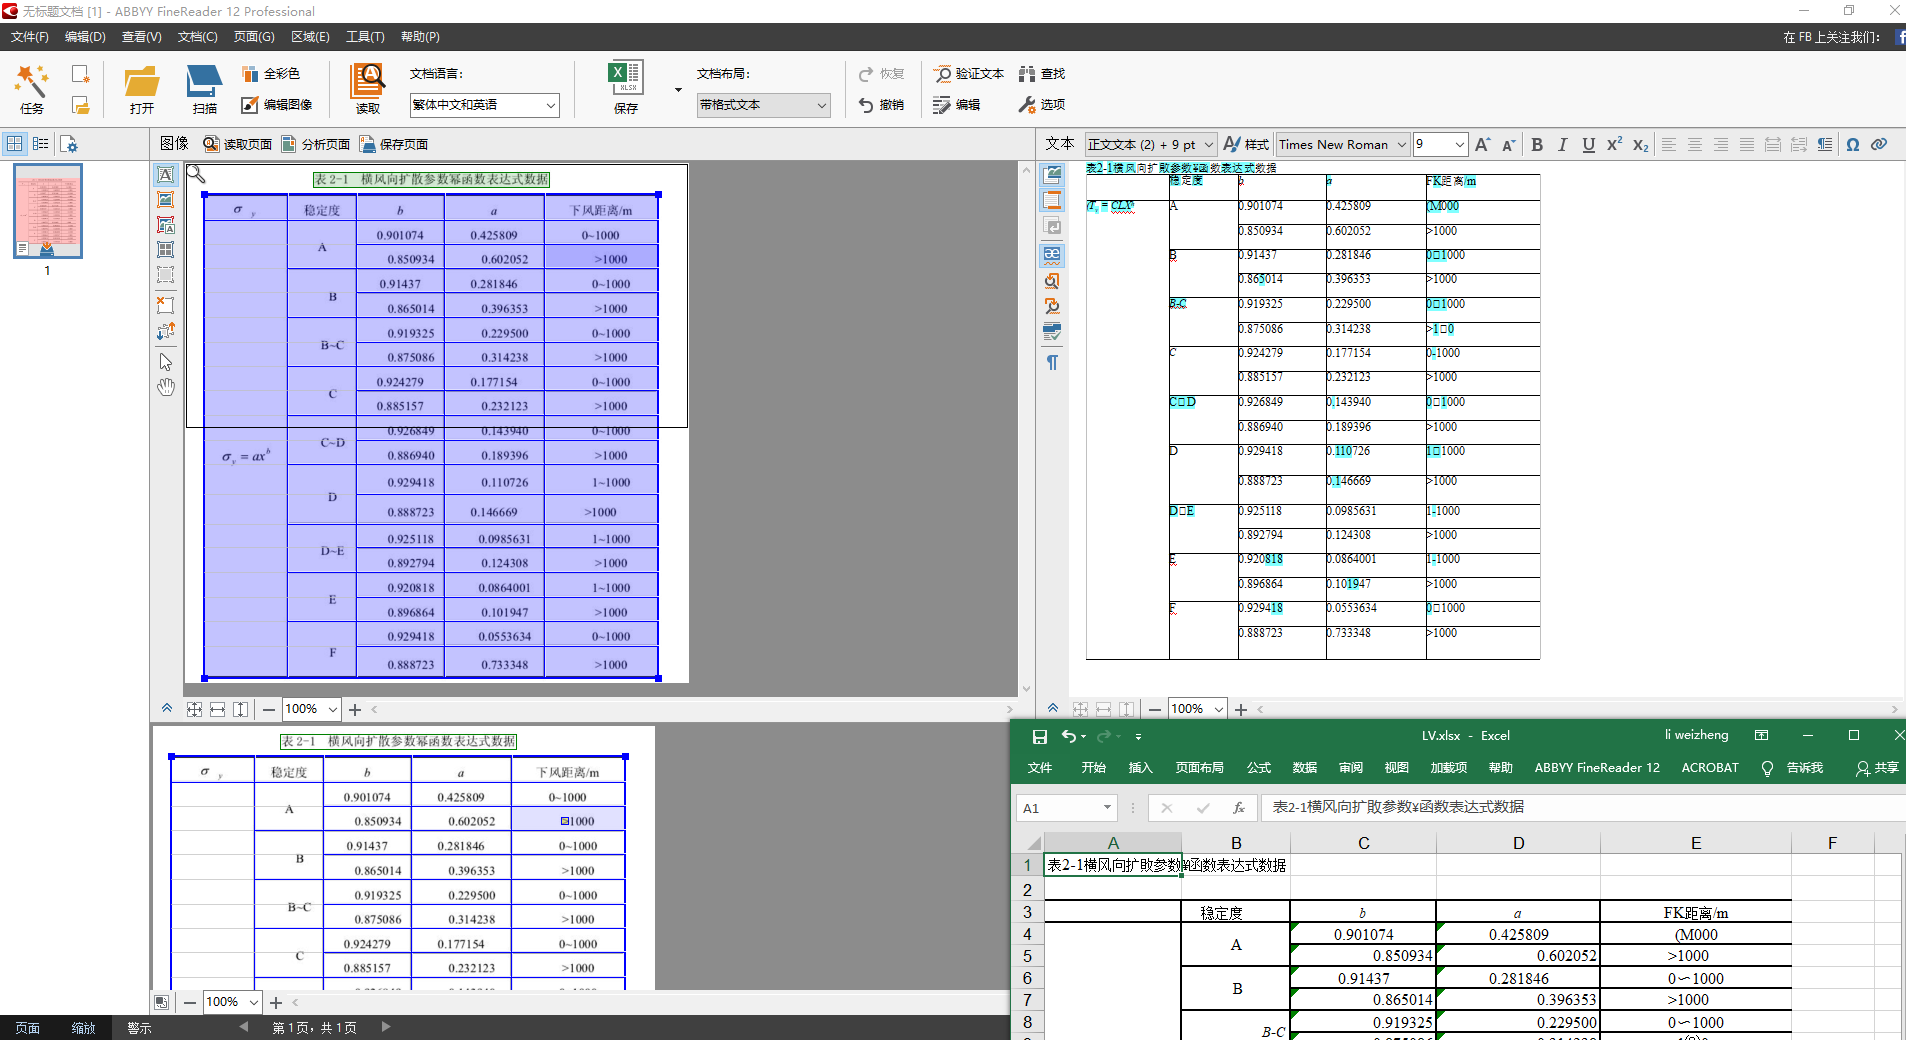 无标题文档 [1] - ABBYY FineReader 12 Professional
文件(F) 编辑(D) 查看(V) 文档(C) 页面(G) 区域(E) 工具(T) 帮助(P) 在 FB 上关注我们:
任务 打开 扫描 全彩色 编辑图像 读取 文档语言: 繁体中文和英语 保存 文档布局: 带格式文本 恢复 撤销 验证文本 编辑 查找 选项
图像 读取页面 分析页面 保存页面
文本 正文文本 (2) + 9 pt 样式 Times New Roman 9
1
表 2-1 横风向扩散参数幂函数表达式数据
σ y 稳定度 b a 下风距离/m
A 0.901074 0.425809 0~1000
0.850934 0.602052 >1000
B 0.91437 0.281846 0~1000
0.865014 0.396353 >1000
B~C 0.919325 0.229500 0~1000
0.875086 0.314238 >1000
C 0.924279 0.177154 0~1000
0.885157 0.232123 >1000
C~D 0.926849 0.143940 0~1000
σy = ax^b 0.886940 0.189396 >1000
D 0.929418 0.110726 1~1000
0.888723 0.146669 >1000
D~E 0.925118 0.0985631 1~1000
0.892794 0.124308 >1000
E 0.920818 0.0864001 1~1000
0.896864 0.101947 >1000
F 0.929418 0.0553634 0~1000
0.888723 0.733348 >1000
100%
表2-1横风向扩散参数¥函数表达式数据
稳定度 b a FK距离/m
A 0.901074 0.425809 (M000
0.850934 0.602052 >1000
B 0.91437 0.281846 0□1000
0.865014 0.396353 >1000
B-C 0.919325 0.229500 0□1000
0.875086 0.314238 >1□0
C 0.924279 0.177154 0-1000
0.885157 0.232123 >1000
C□D 0.926849 0.143940 0□1000
0.886940 0.189396 >1000
D 0.929418 0.110726 1□1000
0.888723 0.146669 >1000
D□E 0.925118 0.0985631 1-1000
0.892794 0.124308 >1000
E 0.920818 0.0864001 1-1000
0.896864 0.101947 >1000
F 0.929418 0.0553634 0□1000
0.888723 0.733348 >1000
100%
表 2-1 横风向扩散参数幂函数表达式数据
σ y 稳定度 b a 下风距离/m
A 0.901074 0.425809 0~1000
0.850934 0.602052 1000
B 0.91437 0.281846 0~1000
0.865014 0.396353 >1000
B~C 0.919325 0.229500 0~1000
0.875086 0.314238 >1000
C 0.924279 0.177154 0~1000
0.885157 0.232123 >1000
100%
页面 缩放 警示 第 1 页，共 1 页
LV.xlsx - Excel li weizheng
文件 开始 插入 页面布局 公式 数据 审阅 视图 加载项 帮助 ABBYY FineReader 12 ACROBAT 告诉我 共享
A1 fx 表2-1横风向扩散参数¥函数表达式数据
A B C D E F
1 表2-1横风向扩散参数¥函数表达式数据
2
3 稳定度 b a FK距离/m
4 A 0.901074 0.425809 (M000
5 0.850934 0.602052 >1000
6 B 0.91437 0.281846 0∽1000
7 0.865014 0.396353 >1000
8 B-C 0.919325 0.229500 0∽1000